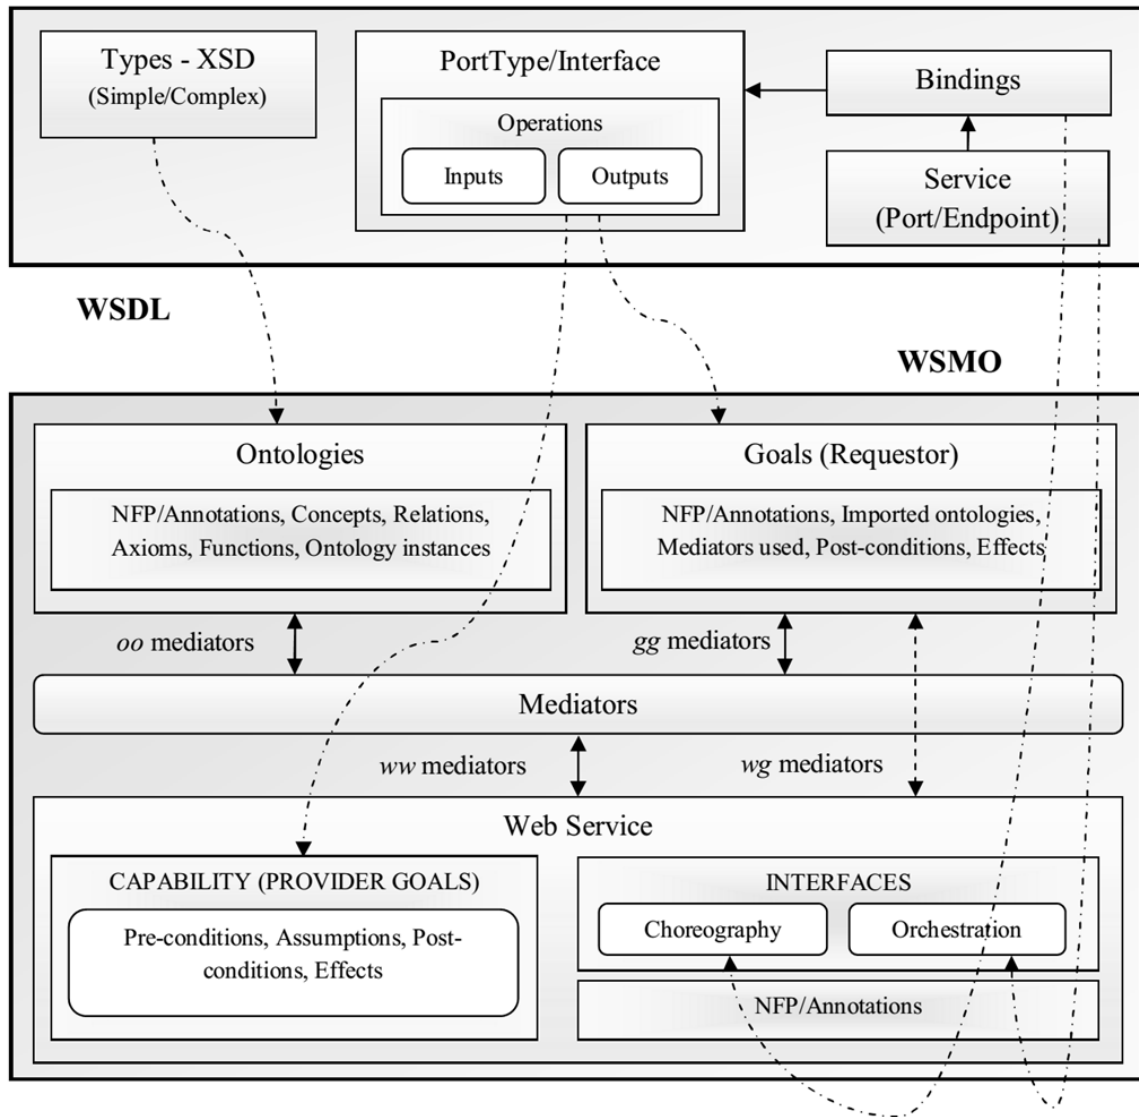 Types - XSD
(Simple/Complex)
PortType/Interface
Operations
Inputs
Outputs
Bindings
Service
(Port/Endpoint)
WSDL
WSMO
Ontologies
NFP/Annotations, Concepts, Relations,
Axioms, Functions, Ontology instances
Goals (Requestor)
NFP/Annotations, Imported ontologies,
Mediators used, Post-conditions, Effects
oo mediators
gg mediators
Mediators
ww mediators
wg mediators
Web Service
CAPABILITY (PROVIDER GOALS)
Pre-conditions, Assumptions, Post-
conditions, Effects
INTERFACES
Choreography
Orchestration
NFP/Annotations